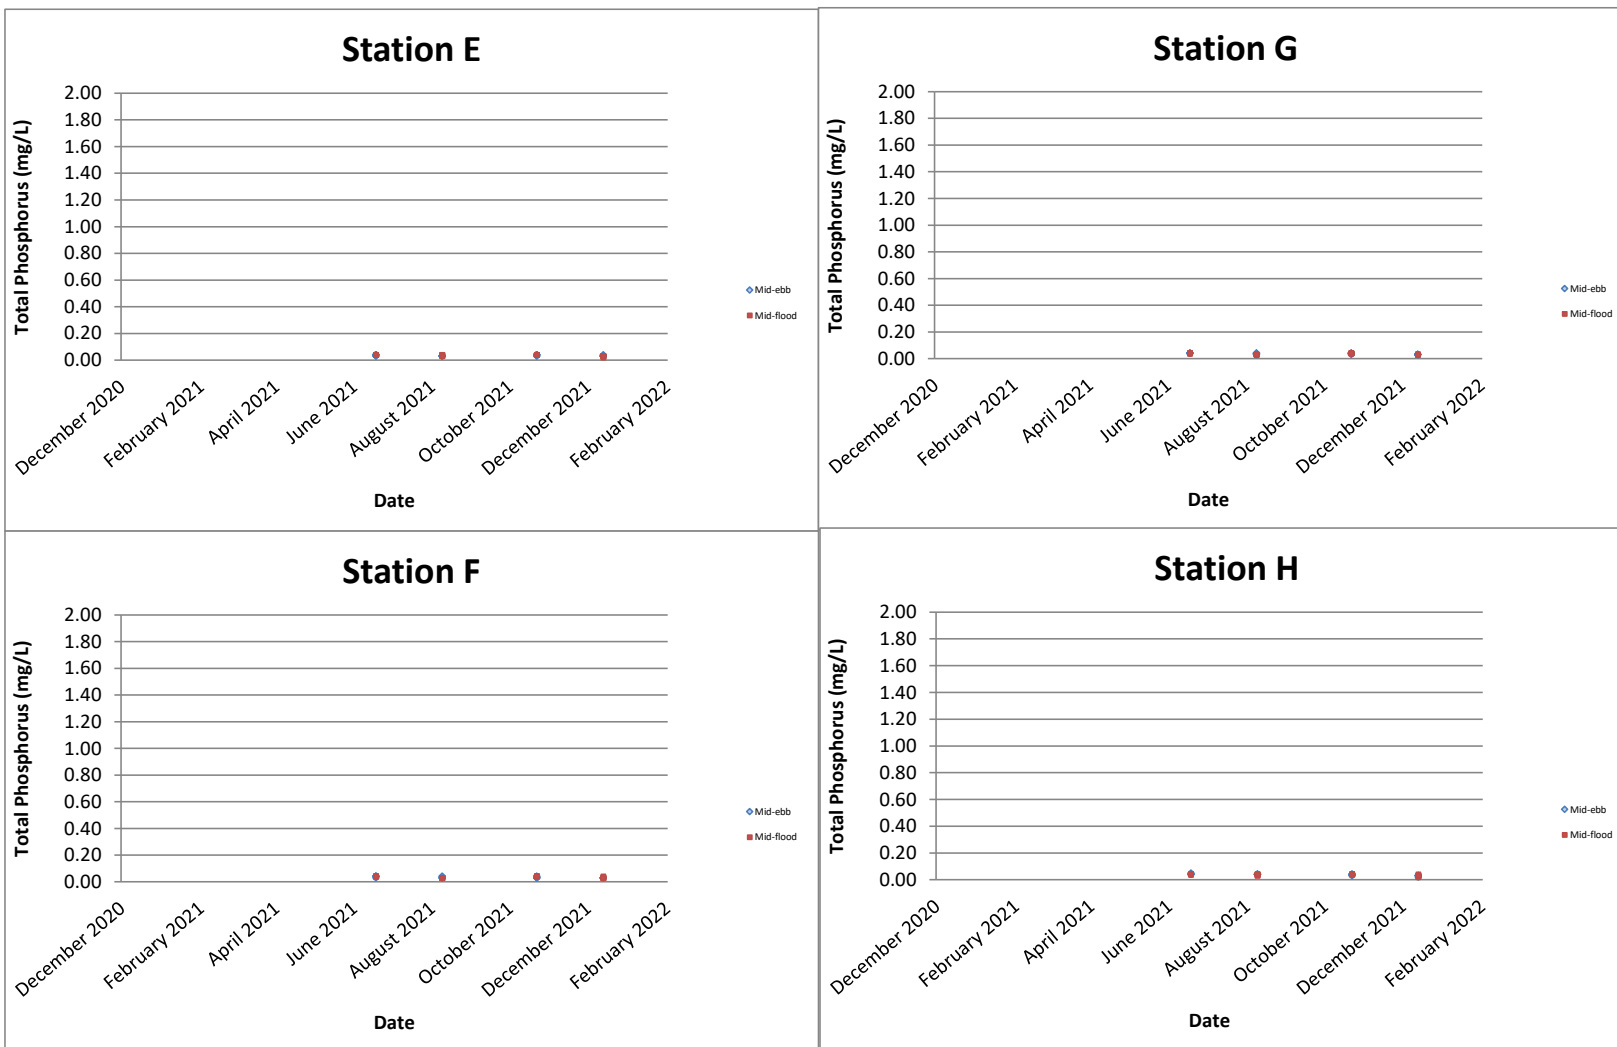 Station E
Total Phosphorus (mg/L)
2.00
1.80
1.60
1.40
1.20
1.00
0.80
0.60
0.40
0.20
0.00
December 2020
February 2021
April 2021
June 2021
August 2021
October 2021
December 2021
February 2022
Date
Mid-ebb
Mid-flood
Station G
Total Phosphorus (mg/L)
2.00
1.80
1.60
1.40
1.20
1.00
0.80
0.60
0.40
0.20
0.00
December 2020
February 2021
April 2021
June 2021
August 2021
October 2021
December 2021
February 2022
Date
Mid-ebb
Mid-flood
Station F
Total Phosphorus (mg/L)
2.00
1.80
1.60
1.40
1.20
1.00
0.80
0.60
0.40
0.20
0.00
December 2020
February 2021
April 2021
June 2021
August 2021
October 2021
December 2021
February 2022
Date
Mid-ebb
Mid-flood
Station H
Total Phosphorus (mg/L)
2.00
1.80
1.60
1.40
1.20
1.00
0.80
0.60
0.40
0.20
0.00
December 2020
February 2021
April 2021
June 2021
August 2021
October 2021
December 2021
February 2022
Date
Mid-ebb
Mid-flood